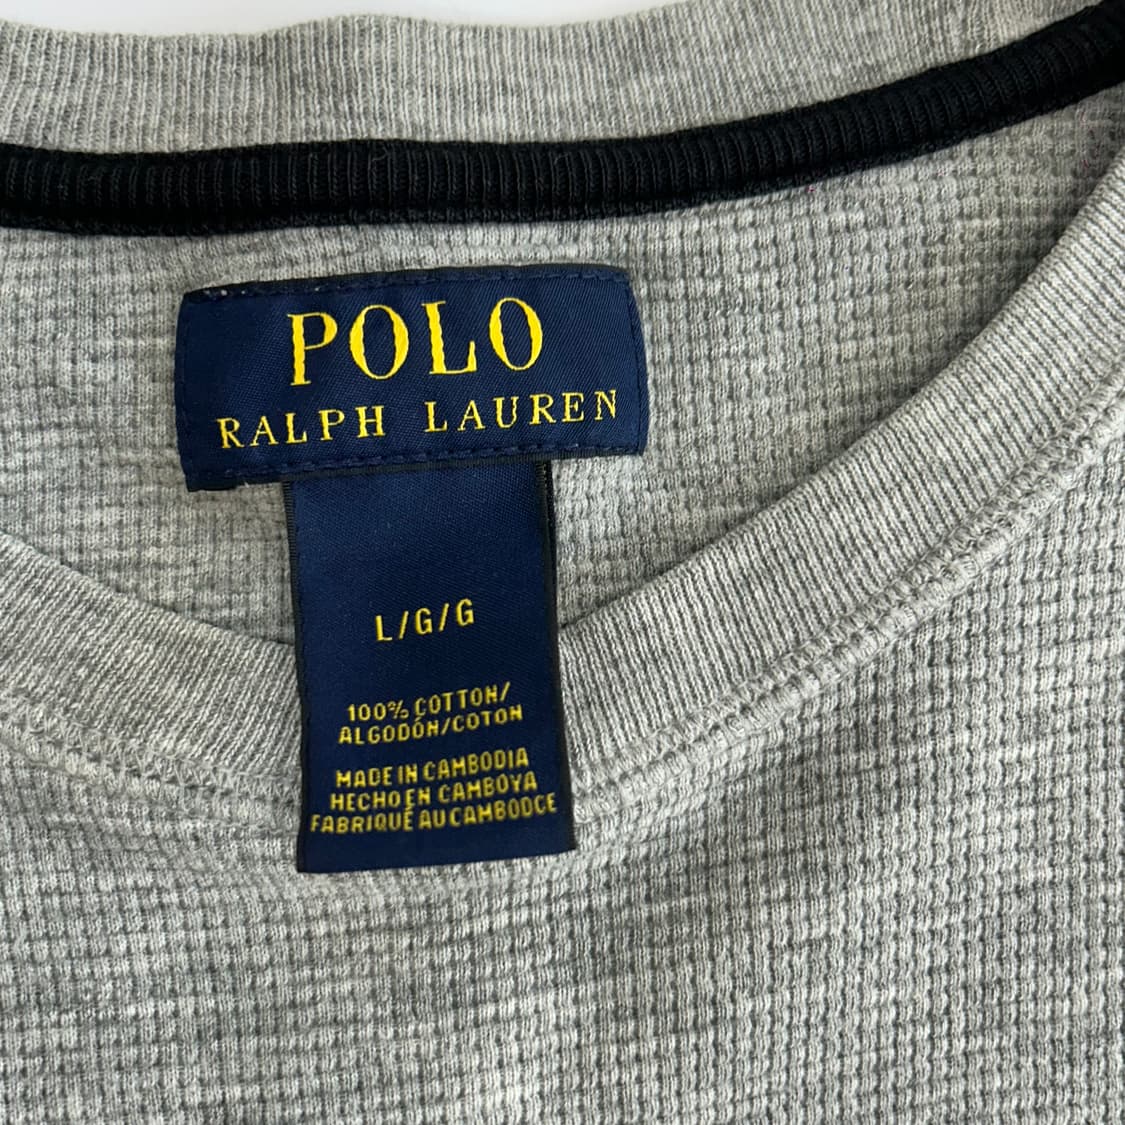 POLO
RALPH LAUREN
L/G/G
100% COTTON/
ALGODÓN/COTON
MADE IN CAMBODIA
HECHO EN CAMBOYA
FABRIQUÉ AU CAMBODGE